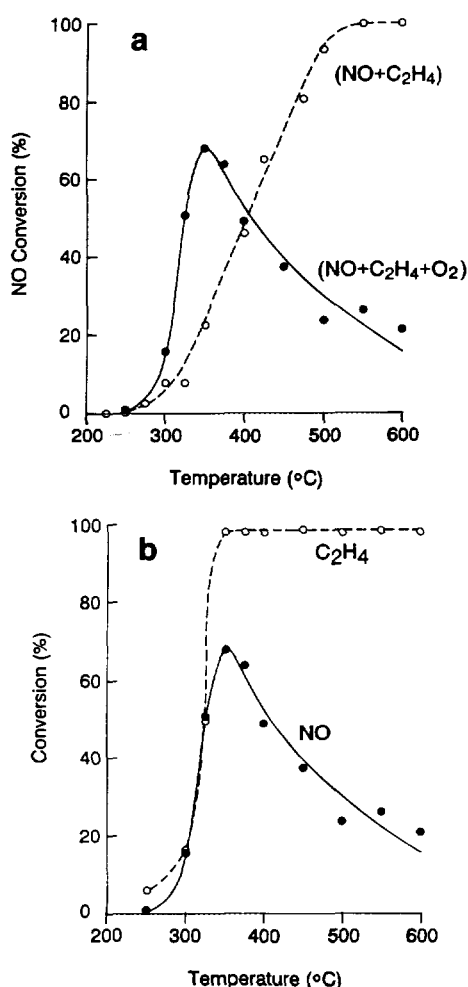 a
100
80
60
40
20
0
NO Conversion (%)
(NO+C₂H₄)
(NO+C₂H₄+O₂)
200 300 400 500 600
Temperature (°C)
b
100
80
60
40
20
0
Conversion (%)
C₂H₄
NO
200 300 400 500 600
Temperature (°C)